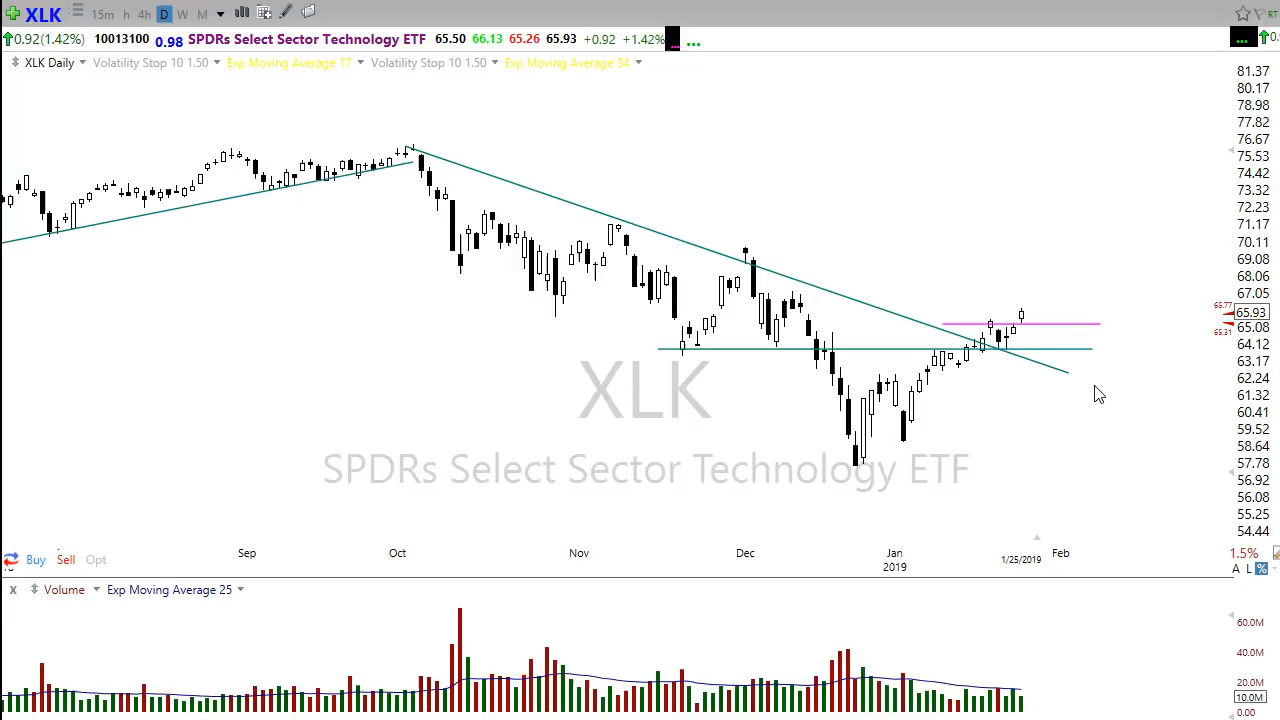 XLK 15m h 4h D W M RT
0.92(1.42%) 10013100 0.98 SPDRs Select Sector Technology ETF 65.50 66.13 65.26 65.93 +0.92 +1.42% ... ...
XLK Daily Volatility Stop 10 1.50 Exp Moving Average 17 Volatility Stop 10 1.50 Exp Moving Average 34
81.37
80.17
78.98
77.82
76.67
75.53
74.42
73.32
72.23
71.17
70.11
69.08
68.06
67.05
65.77
65.93
65.08
65.31
64.12
63.17
62.24
61.32
60.41
59.52
58.64
57.78
56.92
56.08
55.25
54.44
XLK
SPDRs Select Sector Technology ETF
Sep Oct Nov Dec Jan Feb
2019 1/25/2019
Buy Sell Opt
1.5%
A L %
X Volume Exp Moving Average 25
60.0M
40.0M
20.0M
10.0M
0.00